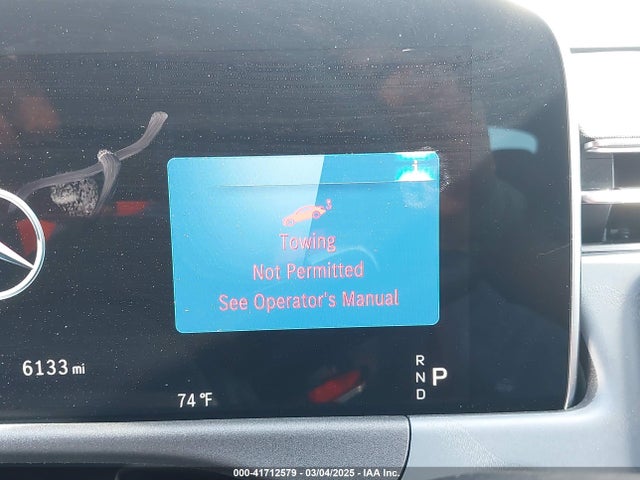 Towing
Not Permitted
See Operator's Manual
6133 mi
74 °F
R
N P
D
000-41712579 - 03/04/2025 - IAA Inc.